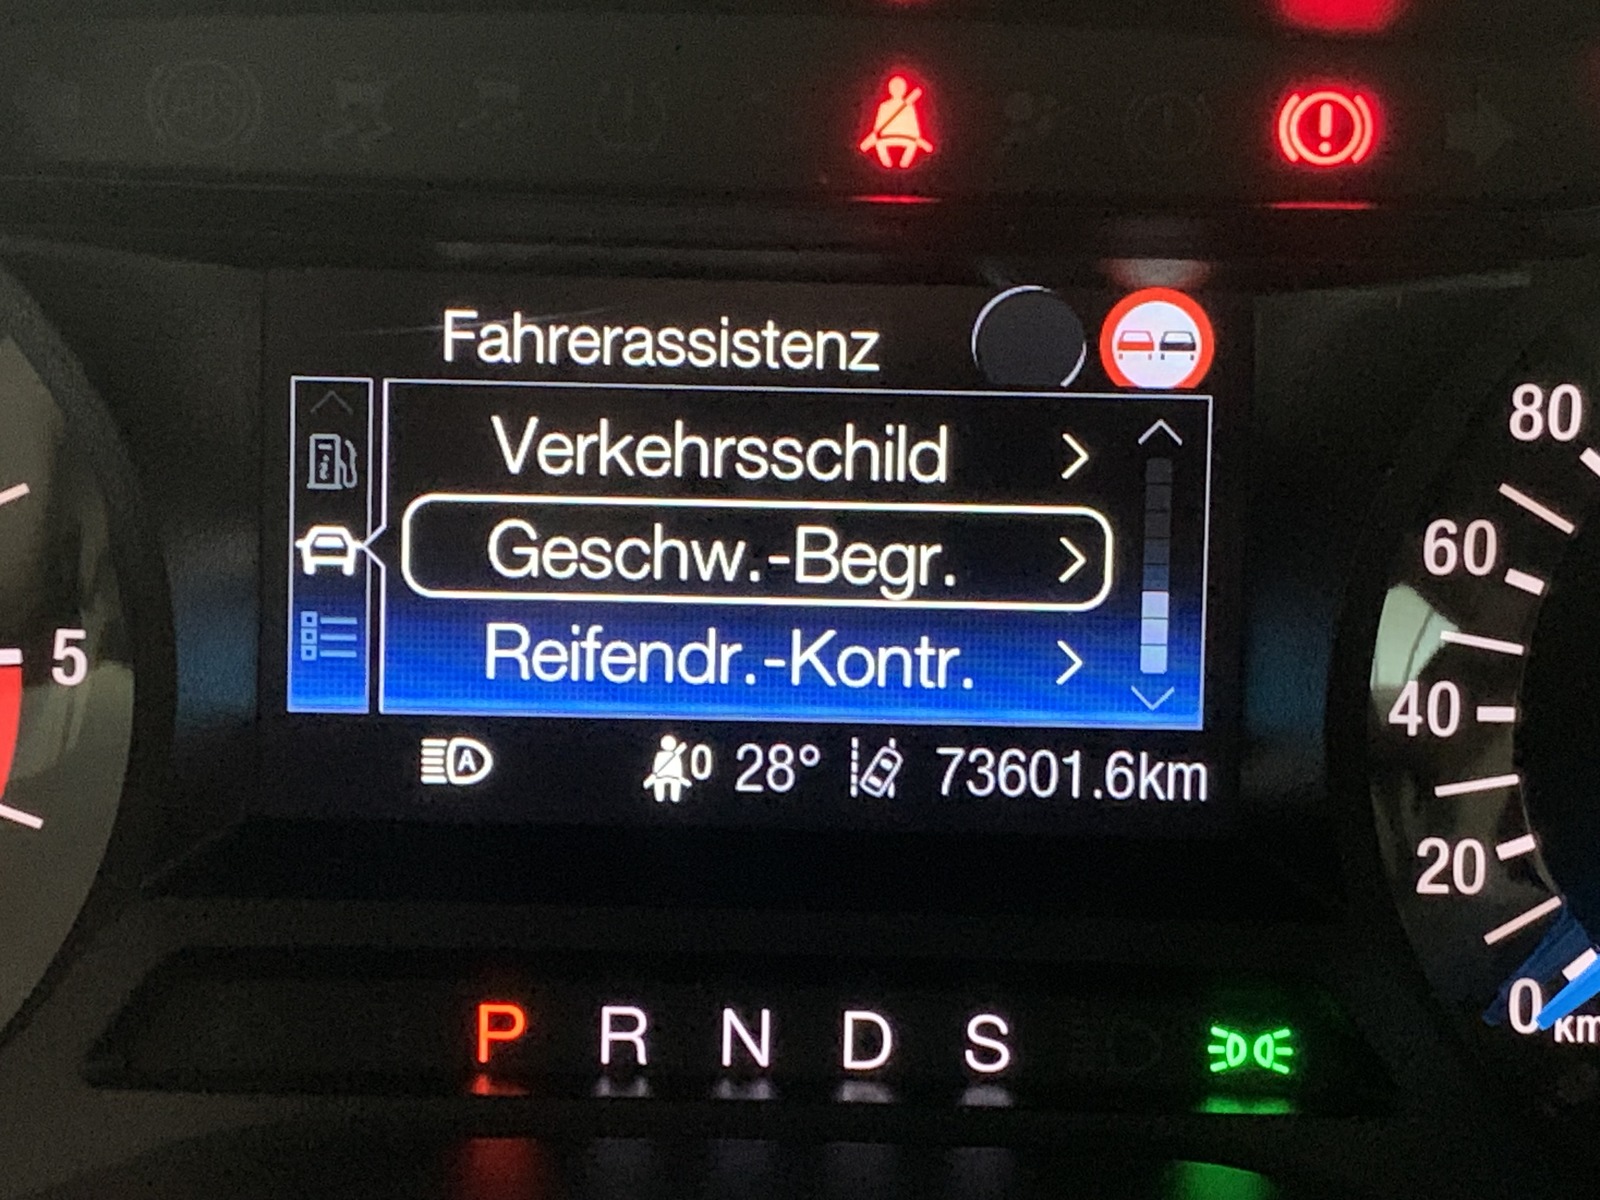 Fahrerassistenz
Verkehrsschild
Geschw.-Begr.
Reifendr.-Kontr.
A 0 28° 73601.6km
P R N D S
5
80
60
40
20
0
km